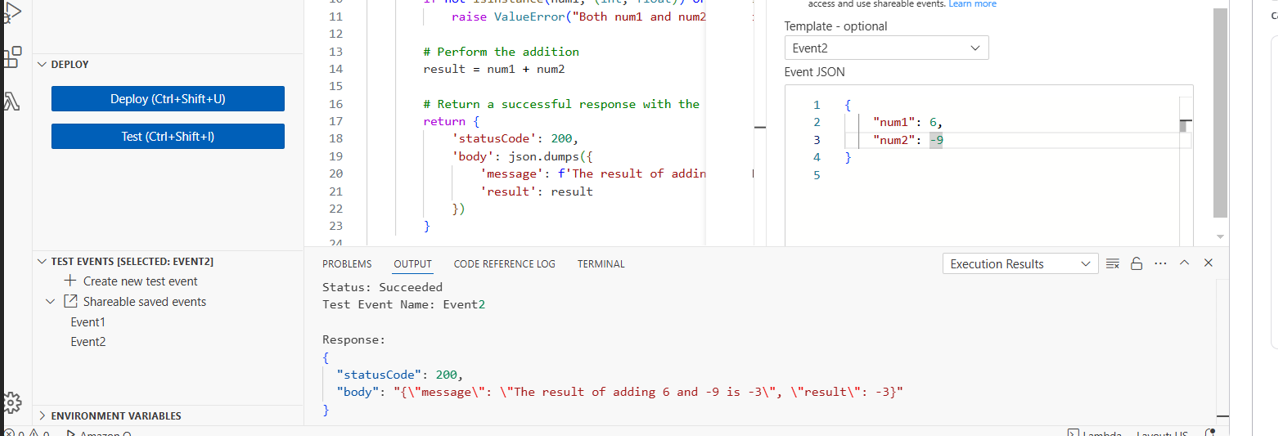 DEPLOY
Deploy (Ctrl+Shift+U)
Test (Ctrl+Shift+I)
TEST EVENTS [SELECTED: EVENT2]
Create new test event
Shareable saved events
Event1
Event2
ENVIRONMENT VARIABLES
11 raise ValueError("Both num1 and num2
12
13 # Perform the addition
14 result = num1 + num2
15
16 # Return a successful response with the
17 return {
18 'statusCode': 200,
19 'body': json.dumps({
20 'message': f'The result of addin
21 'result': result
22 })
23 }
24
access and use shareable events. Learn more
Template - optional
Event2
Event JSON
1 {
2 "num1": 6,
3 "num2": -9
4 }
5
PROBLEMS OUTPUT CODE REFERENCE LOG TERMINAL
Execution Results
Status: Succeeded
Test Event Name: Event2
Response:
{
"statusCode": 200,
"body": "{\"message\": \"The result of adding 6 and -9 is -3\", \"result\": -3}"
}
0 0 Amazon Q Lambda Layout: US